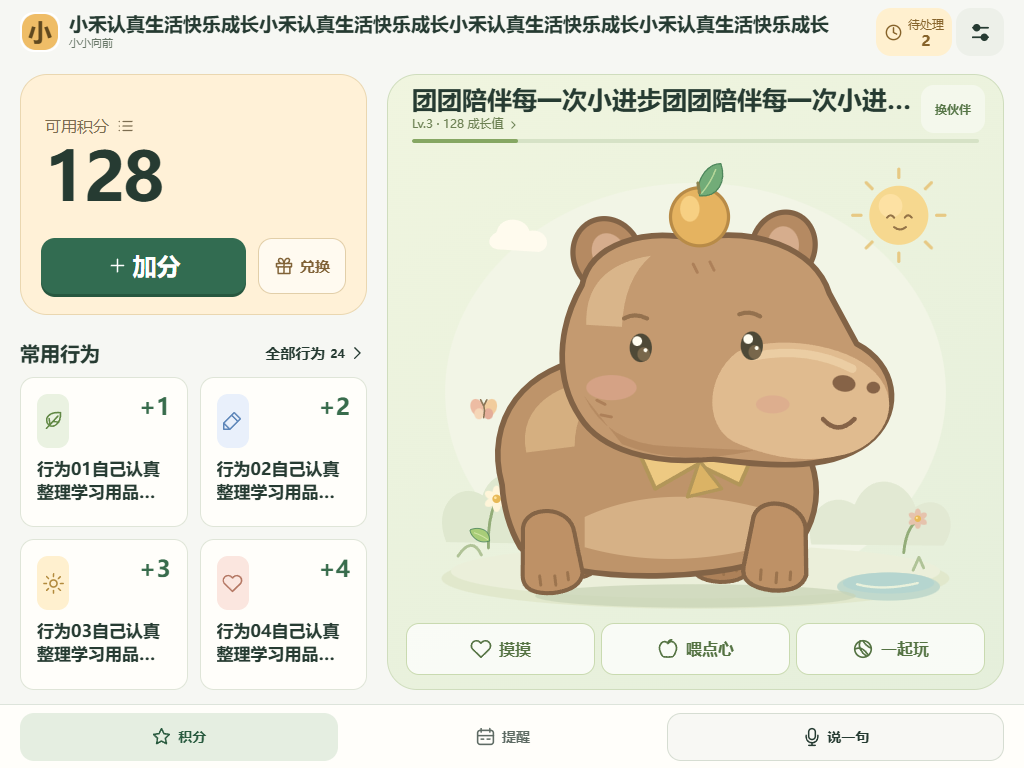 小
小禾认真生活快乐成长小禾认真生活快乐成长小禾认真生活快乐成长小禾认真生活快乐成长
小小向前
待处理
2
可用积分
128
+ 加分
兑换
团团陪伴每一次小进步团团陪伴每一次小进...
Lv.3 · 128 成长值 >
换伙伴
常用行为
全部行为 24 >
+1
行为01自己认真
整理学习用品...
+2
行为02自己认真
整理学习用品...
+3
行为03自己认真
整理学习用品...
+4
行为04自己认真
整理学习用品...
摸摸
喂点心
一起玩
积分
提醒
说一句